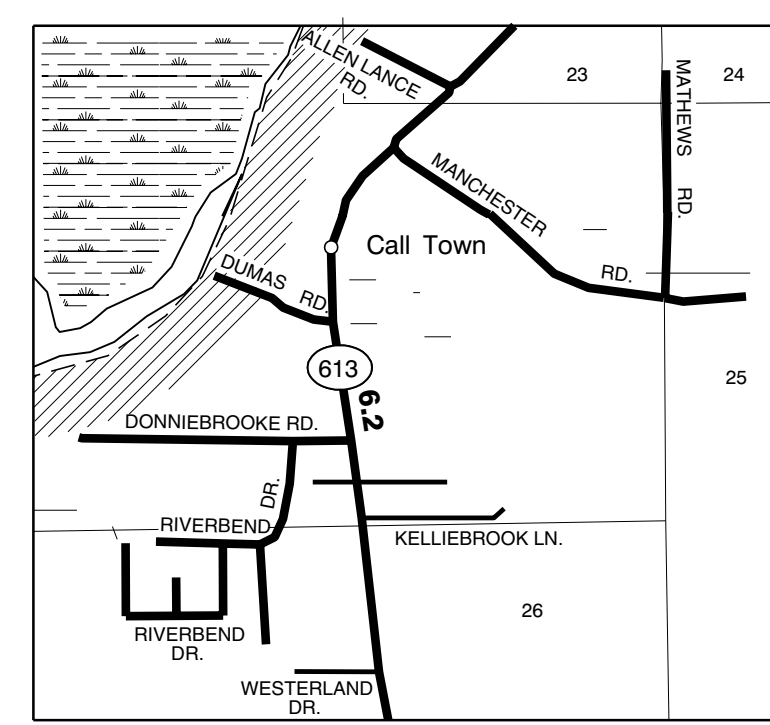 ALLEN LANCE
RD.
23
24
MATHEWS RD.
MANCHESTER RD.
Call Town
DUMAS RD.
613
6.2
25
DONNIEBROOKE RD.
RIVERBEND DR.
KELLIEBROOK LN.
26
RIVERBEND
DR.
WESTERLAND
DR.